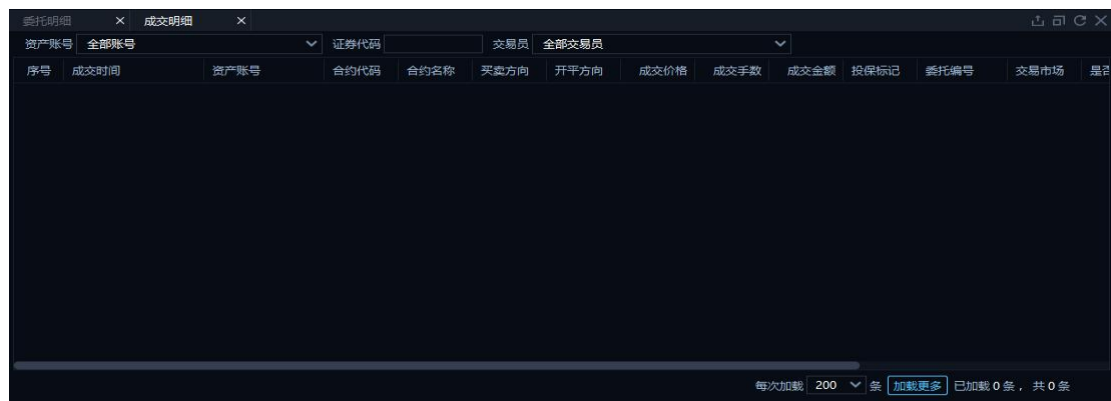 委托明细 成交明细
资产账号 全部账号 证券代码 交易员 全部交易员
序号 成交时间 资产账号 合约代码 合约名称 买卖方向 开平方向 成交价格 成交手数 成交金额 投保标记 委托编号 交易市场 是否
每次加载 200 条 加载更多 已加载 0 条， 共 0 条